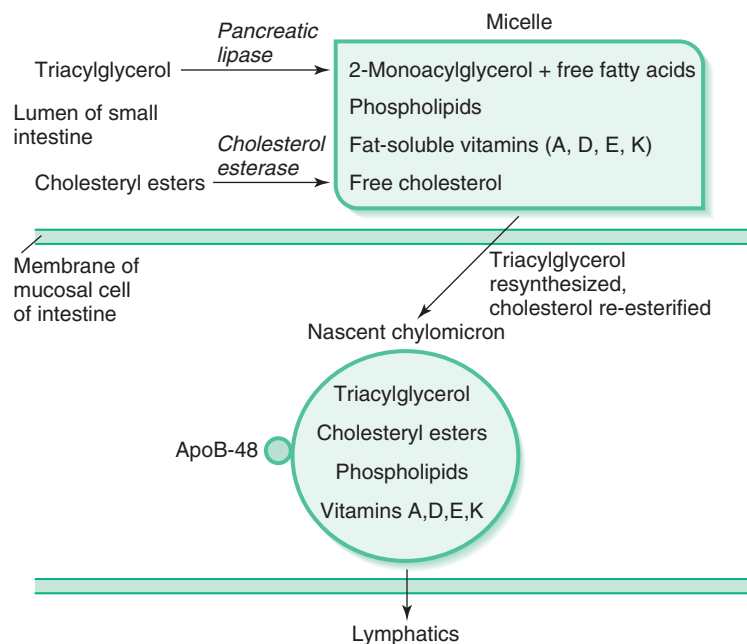 Micelle
Pancreatic
lipase
Triacylglycerol
2-Monoacylglycerol + free fatty acids
Lumen of small
intestine
Phospholipids
Cholesterol
esterase
Fat-soluble vitamins (A, D, E, K)
Cholesteryl esters
Free cholesterol
Membrane of
mucosal cell
of intestine
Triacylglycerol
resynthesized,
cholesterol re-esterified
Nascent chylomicron
Triacylglycerol
Cholesteryl esters
ApoB-48
Phospholipids
Vitamins A,D,E,K
Lymphatics